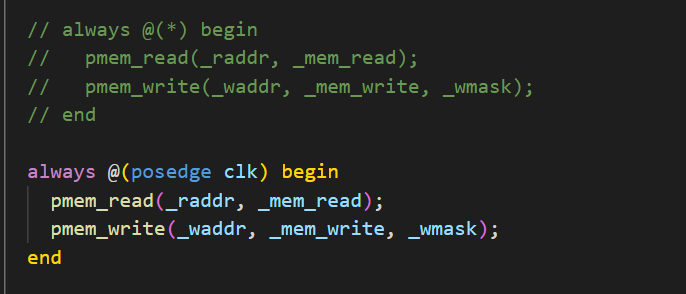 // always @(*) begin
//   pmem_read(_raddr, _mem_read);
//   pmem_write(_waddr, _mem_write, _wmask);
// end
always @(posedge clk) begin
  pmem_read(_raddr, _mem_read);
  pmem_write(_waddr, _mem_write, _wmask);
end